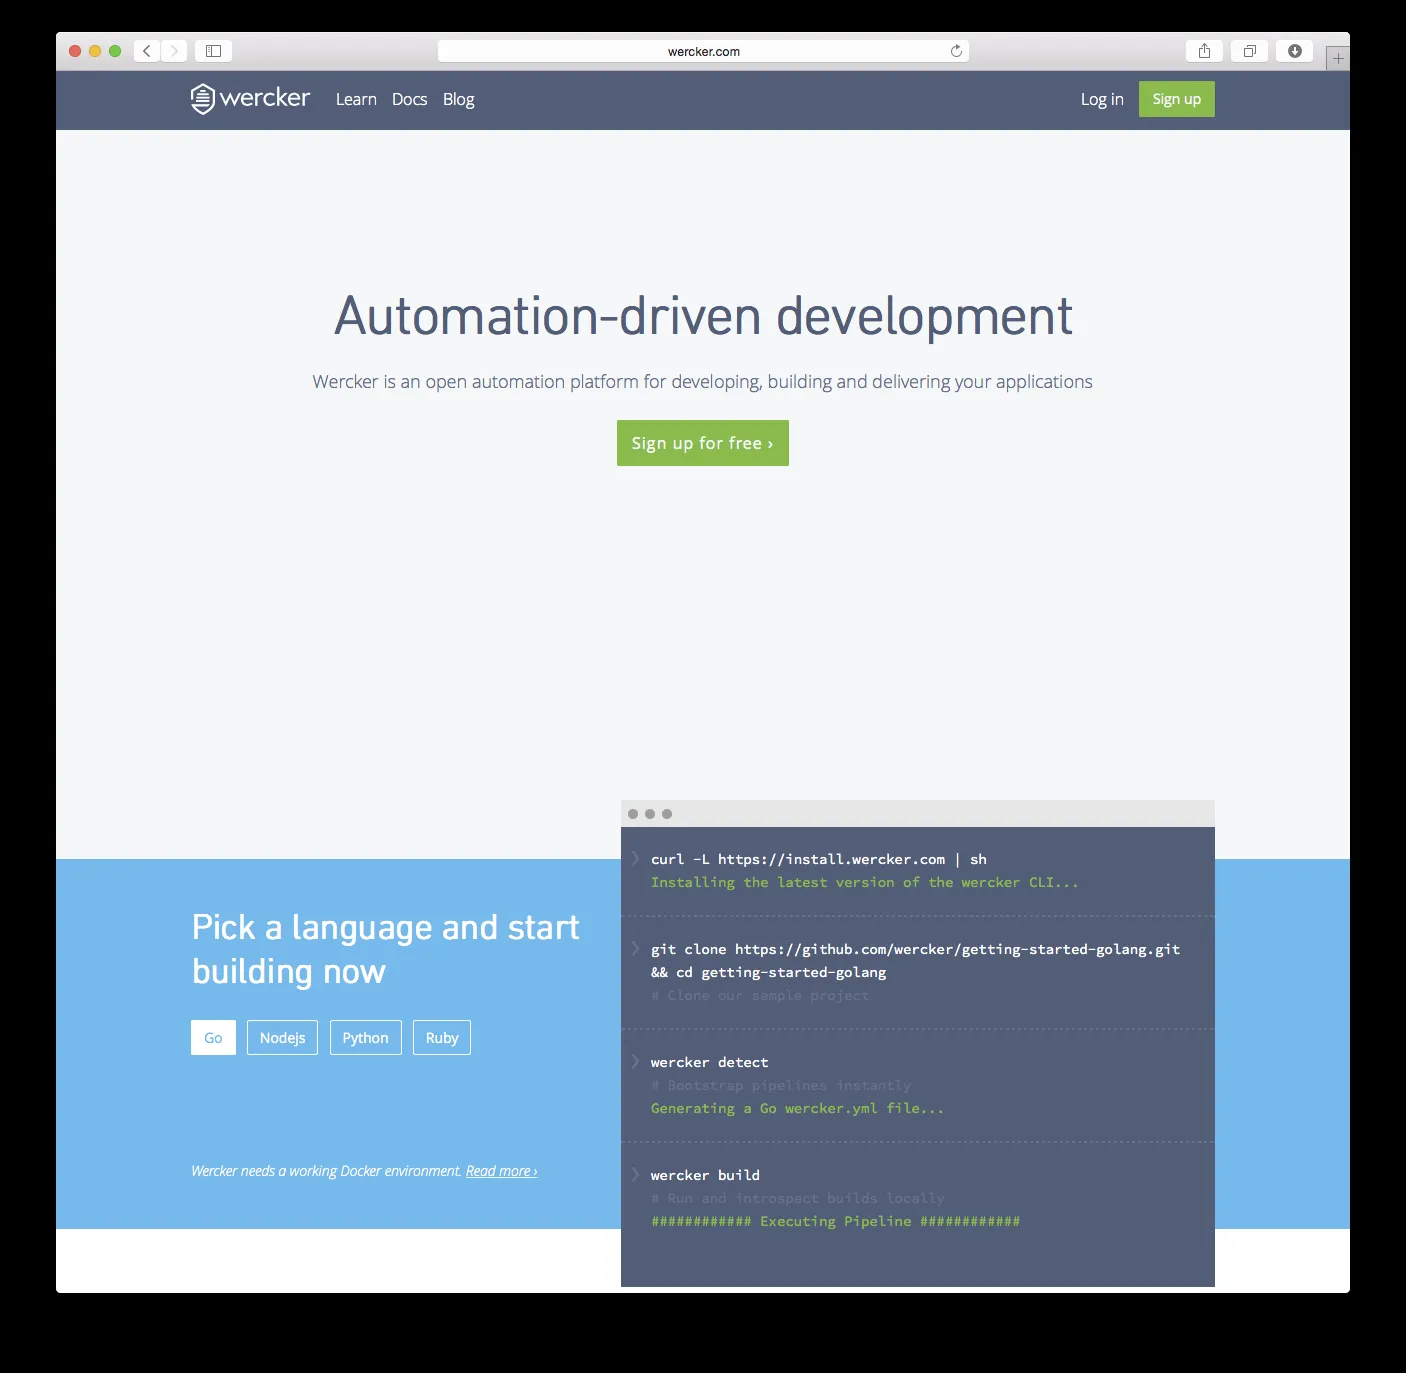 wercker.com
wercker Learn Docs Blog Log in Sign up
Automation-driven development
Wercker is an open automation platform for developing, building and delivering your applications
Sign up for free ›
Pick a language and start
building now
Go Nodejs Python Ruby
Wercker needs a working Docker environment. Read more ›
❯ curl -L https://install.wercker.com | sh
Installing the latest version of the wercker CLI...
❯ git clone https://github.com/wercker/getting-started-golang.git
&& cd getting-started-golang
# Clone our sample project
❯ wercker detect
# Bootstrap pipelines instantly
Generating a Go wercker.yml file...
❯ wercker build
# Run and introspect builds locally
############ Executing Pipeline ############